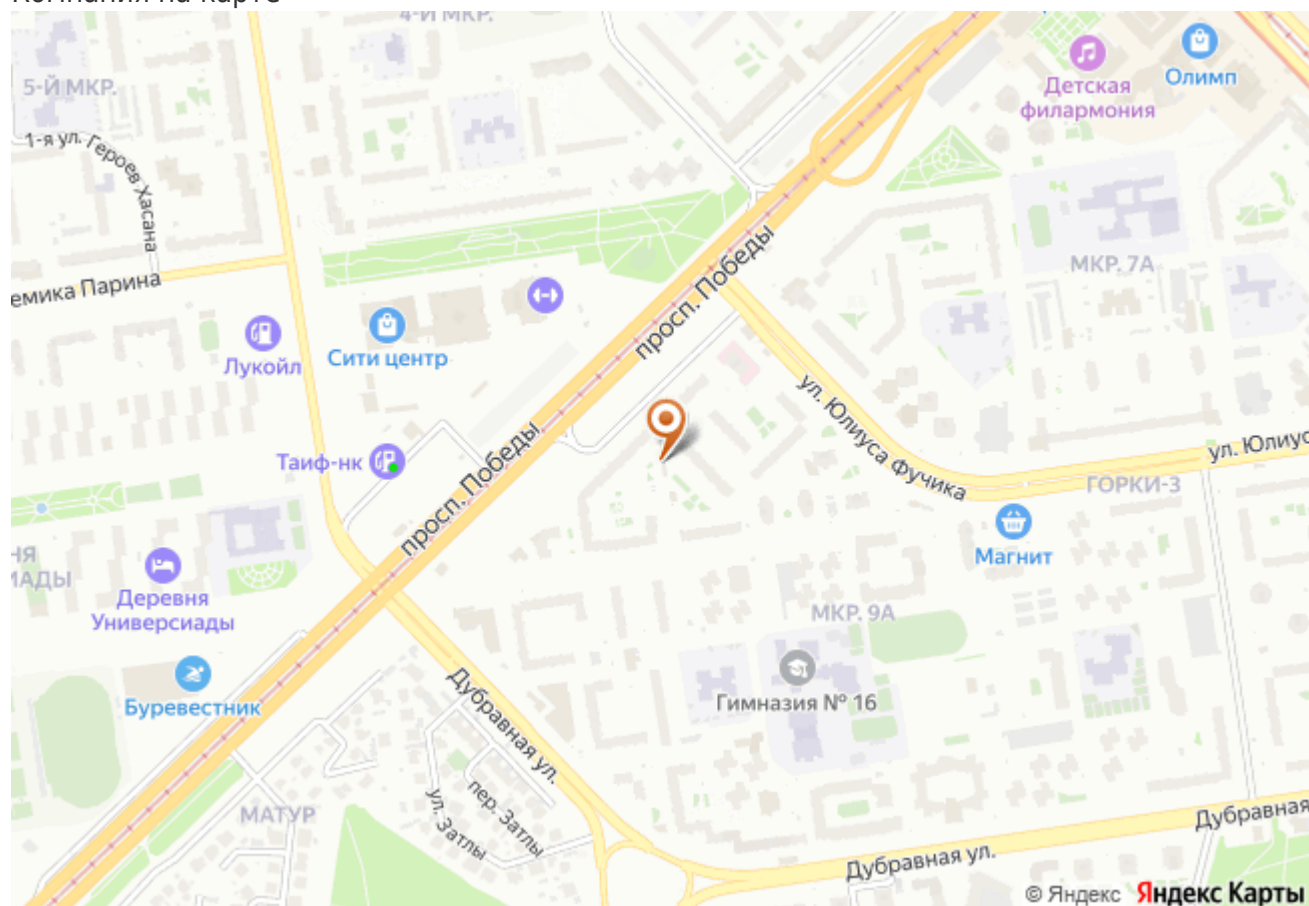 4-Й МКР.
5-Й МКР.
1-я ул. Героев Хасана
Детская
филармония
Олимп
МКР. 7А
емика Парина
Лукойл
Сити центр
просп. Победы
ул. Юлиуса Фучика
ул. Юлиус
Таиф-нк
просп. Победы
ГОРКИ-3
Магнит
НЯ
ИАДЫ
Деревня
Универсиады
МКР. 9А
Буревестник
Гимназия № 16
Дубравная ул.
пер. Затлы
ул. Затлы
МАТУР
Дубравная
Дубравная ул.
© Яндекс Яндекс Карты